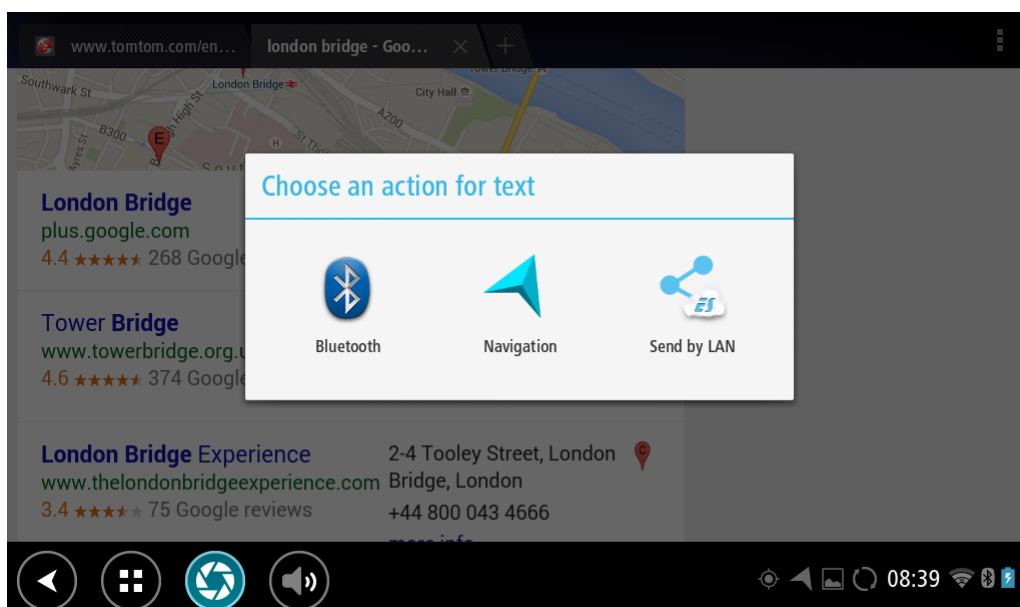 www.tomtom.com/en...
london bridge - Goo...
Southwark St
London Bridge
City Hall
Tower Bridge
A200
B300
E
H
London Bridge
plus.google.com
4.4 ★★★★★ 268 Google
Tower Bridge
www.towerbridge.org.u
4.6 ★★★★★ 374 Google
Choose an action for text
Bluetooth
Navigation
ES
Send by LAN
London Bridge Experience
www.thelondonbridgeexperience.com
3.4 ★★★★★ 75 Google reviews
2-4 Tooley Street, London
Bridge, London
+44 800 043 4666
more info
C
08:39